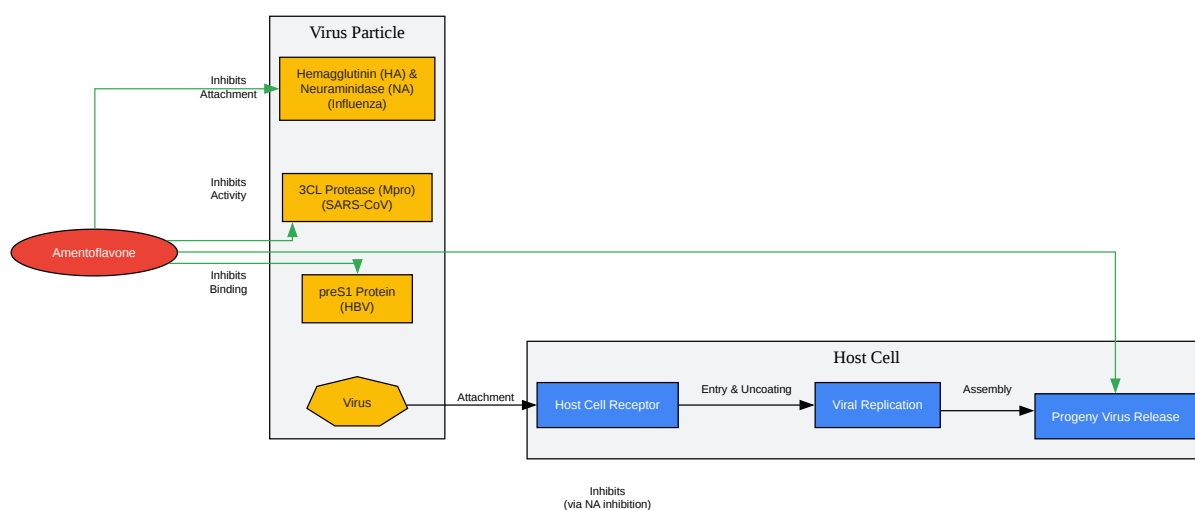 Virus Particle
Inhibits
Attachment
Hemagglutinin (HA) &
Neuraminidase (NA)
(Influenza)
Inhibits
Activity
3CL Protease (Mpro)
(SARS-CoV)
Amentoflavone
Inhibits
Binding
preS1 Protein
(HBV)
Virus
Attachment
Host Cell
Host Cell Receptor
Entry & Uncoating
Viral Replication
Assembly
Progeny Virus Release
Inhibits
(via NA inhibition)